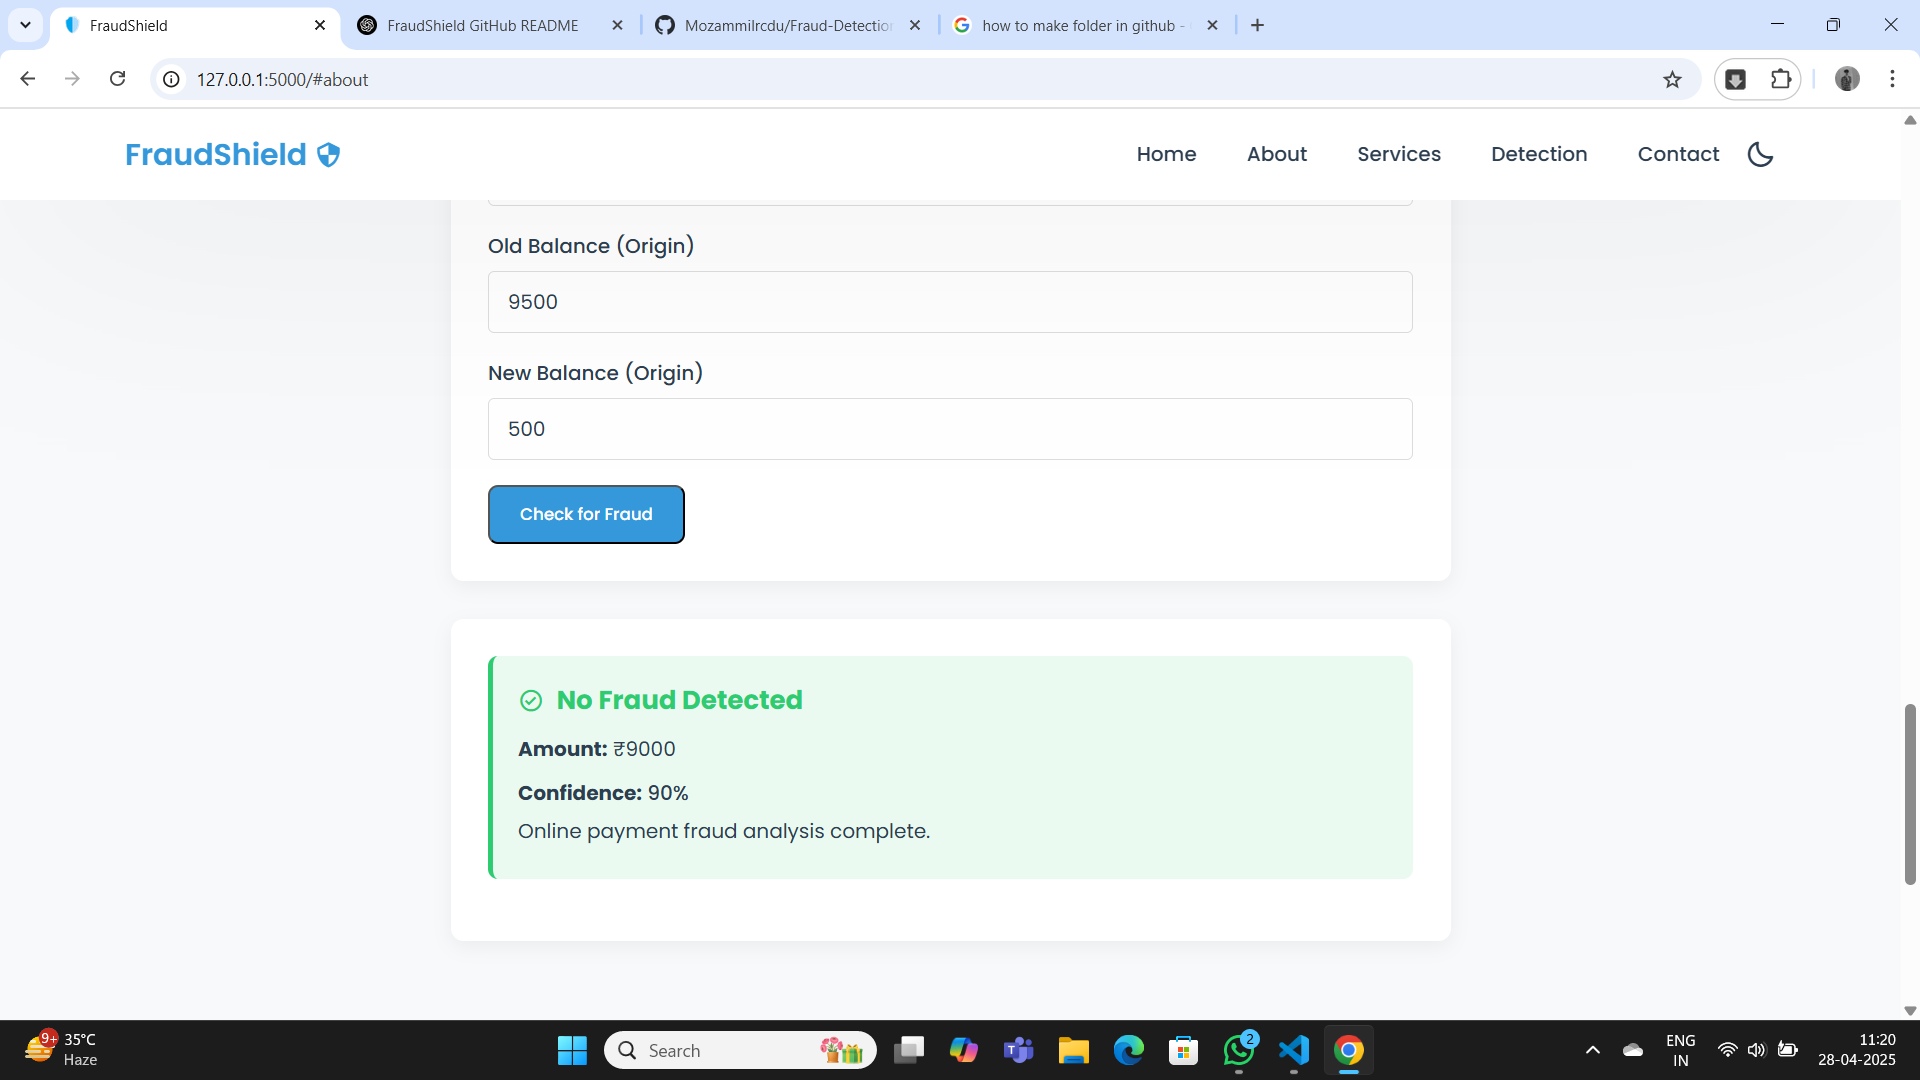 FraudShield
FraudShield GitHub README
Mozammilrcdu/Fraud-Detection
how to make folder in github -
127.0.0.1:5000/#about
FraudShield
Home
About
Services
Detection
Contact
Old Balance (Origin)
9500
New Balance (Origin)
500
Check for Fraud
No Fraud Detected
Amount: ₹9000
Confidence: 90%
Online payment fraud analysis complete.
9+
35°C
Haze
Search
2
ENG
IN
11:20
28-04-2025